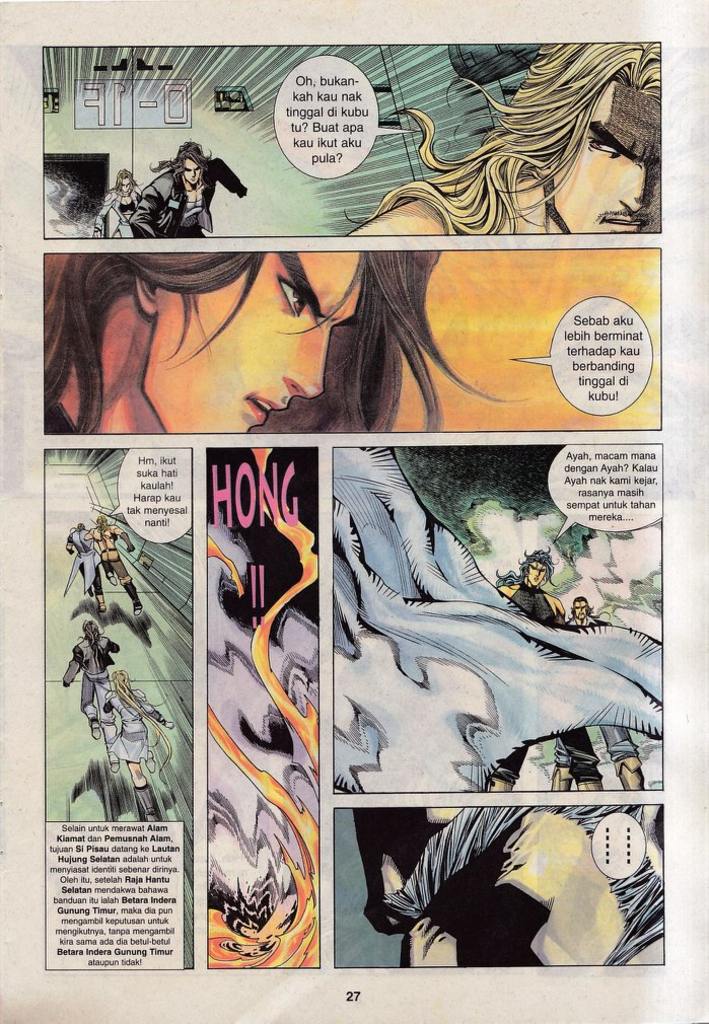 Oh, bukan-
kah kau nak
tinggal di kubu
tu? Buat apa
kau ikut aku
pula?
Sebab aku
lebih berminat
terhadap kau
berbanding
tinggal di
kubu!
Hm, ikut
suka hati
kaulah!
Harap kau
tak menyesal
nanti!
Selain untuk merawat Alam
Kiamat dan Pemusnah Alam,
tujuan Si Pisau datang ke Lautan
Hujung Selatan adalah untuk
menyiasat identiti sebenar dirinya.
Oleh itu, setelah Raja Hantu
Selatan mendakwa bahawa
banduan itu ialah Betara Indera
Gunung Timur, maka dia pun
mengambil keputusan untuk
mengikutnya, tanpa mengambil
kira sama ada dia betul-betul
Betara Indera Gunung Timur
ataupun tidak!
HONG
!!
Ayah, macam mana
dengan Ayah? Kalau
Ayah nak kami kejar,
rasanya masih
sempat untuk tahan
mereka....
27